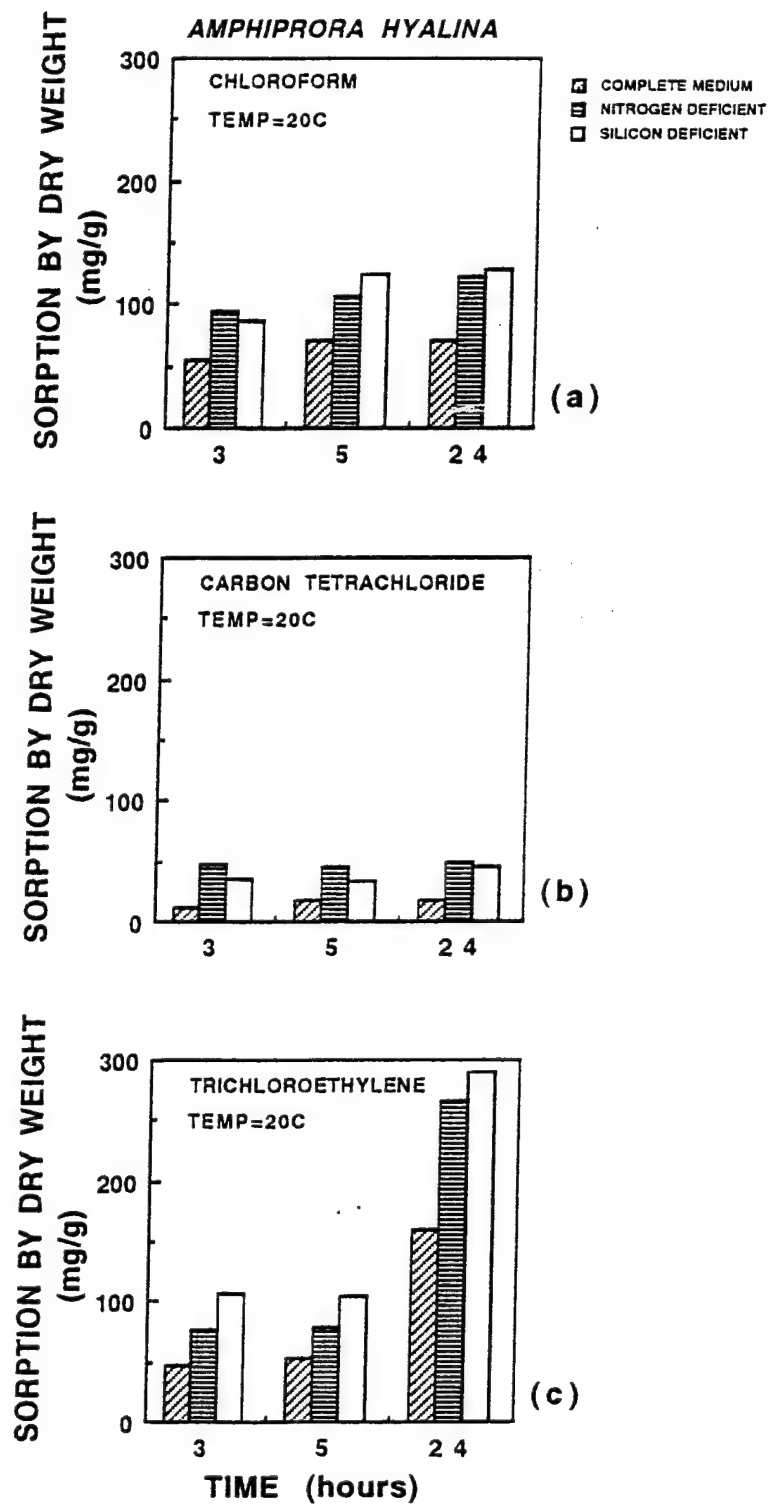 AMPHIPRORA HYALINA
300
CHLOROFORM
TEMP=20C
COMPLETE MEDIUM
NITROGEN DEFICIENT
SILICON DEFICIENT
SORPTION BY DRY WEIGHT
(mg/g)
200
100
0
3 5 2 4
(a)
300
CARBON TETRACHLORIDE
TEMP=20C
SORPTION BY DRY WEIGHT
(mg/g)
200
100
0
3 5 2 4
(b)
300
TRICHLOROETHYLENE
TEMP=20C
SORPTION BY DRY WEIGHT
(mg/g)
200
100
0
3 5 2 4
(c)
TIME (hours)